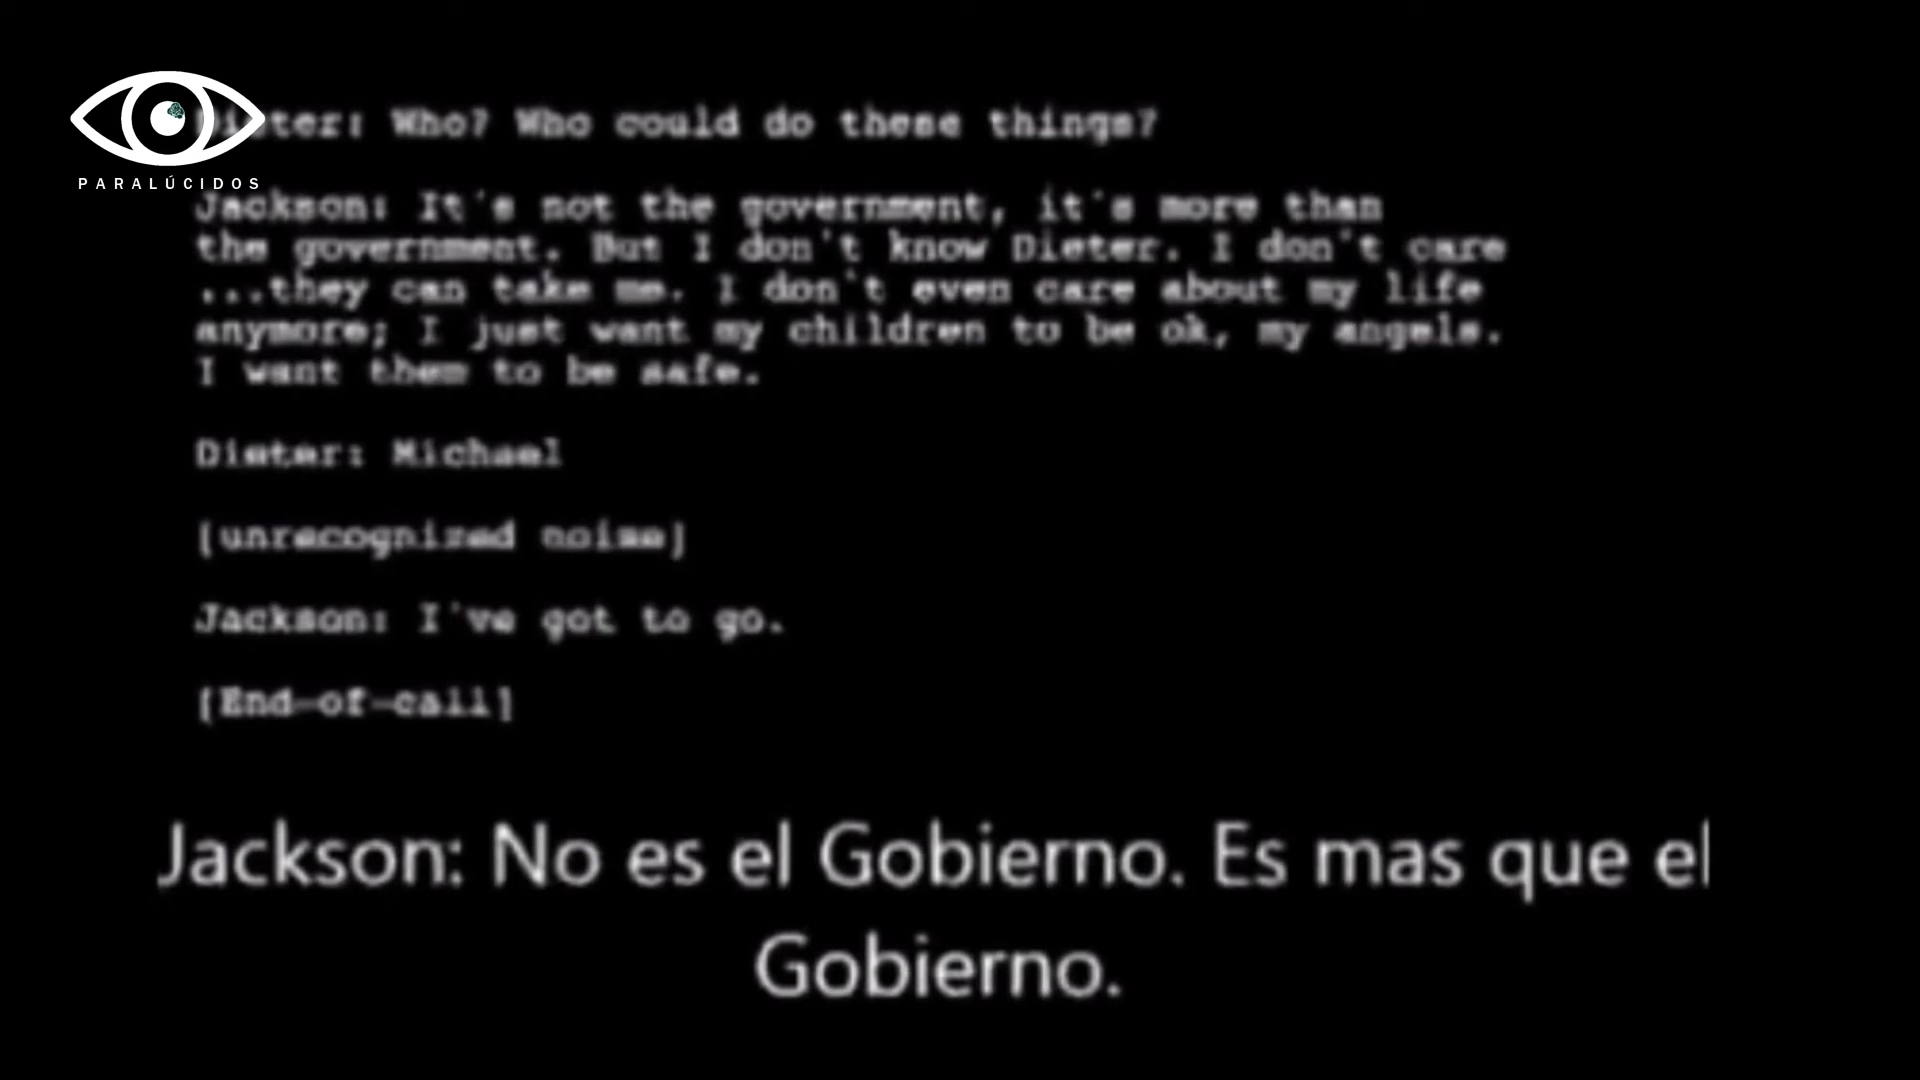 Dieter: Who? Who could do these things?
PARALÚCIDOS
Jackson: It's not the government, it's more than
the government. But I don't know Dieter. I don't care
...they can take me. I don't even care about my life
anymore; I just want my children to be ok, my angels.
I want them to be safe.
Dieter: Michael
[unrecognized noise]
Jackson: I've got to go.
[End-of-call]
Jackson: No es el Gobierno. Es mas que el
Gobierno.